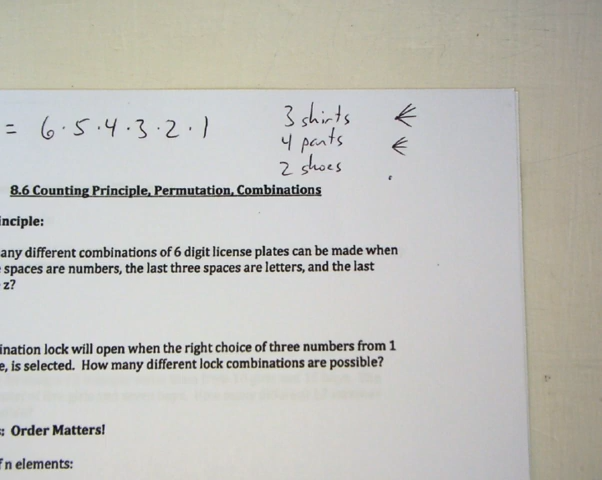 = 6·5·4·3·2·1
3 shirts
4 pants
2 shoes
8.6 Counting Principle, Permutation, Combinations
inciple:
any different combinations of 6 digit license plates can be made when
spaces are numbers, the last three spaces are letters, and the last
z?
ination lock will open when the right choice of three numbers from 1
e, is selected. How many different lock combinations are possible?
: Order Matters!
f n elements: